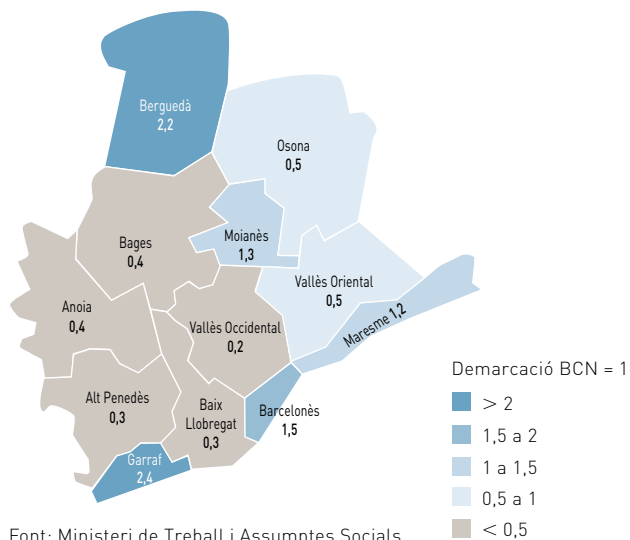 Berguedà
2,2
Osona
0,5
Moianès
1,3
Bages
0,4
Vallès Oriental
0,5
Maresme 1,2
Anoia
0,4
Vallès Occidental
0,2
Alt Penedès
0,3
Baix
Llobregat
0,3
Barcelonès
1,5
Garraf
2,4
Demarcació BCN = 1
> 2
1,5 a 2
1 a 1,5
0,5 a 1
< 0,5
Font: Ministeri de Treball i Assumptes Socials